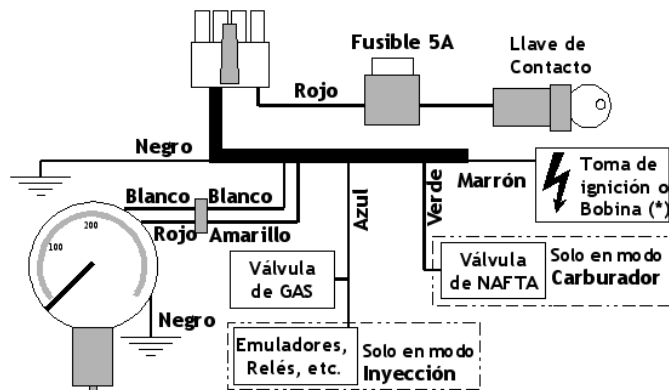 Fusible 5A
Llave de
Contacto
Rojo
Negro
Blanco Blanco
Rojo Amarillo
Azul
Verde
Marrón
Toma de
ignición o
Bobina (*)
200
100
Válvula
de GAS
Válvula
de NAFTA
Solo en modo
Carburador
Negro
Emuladores,
Relés, etc.
Solo en modo
Inyección